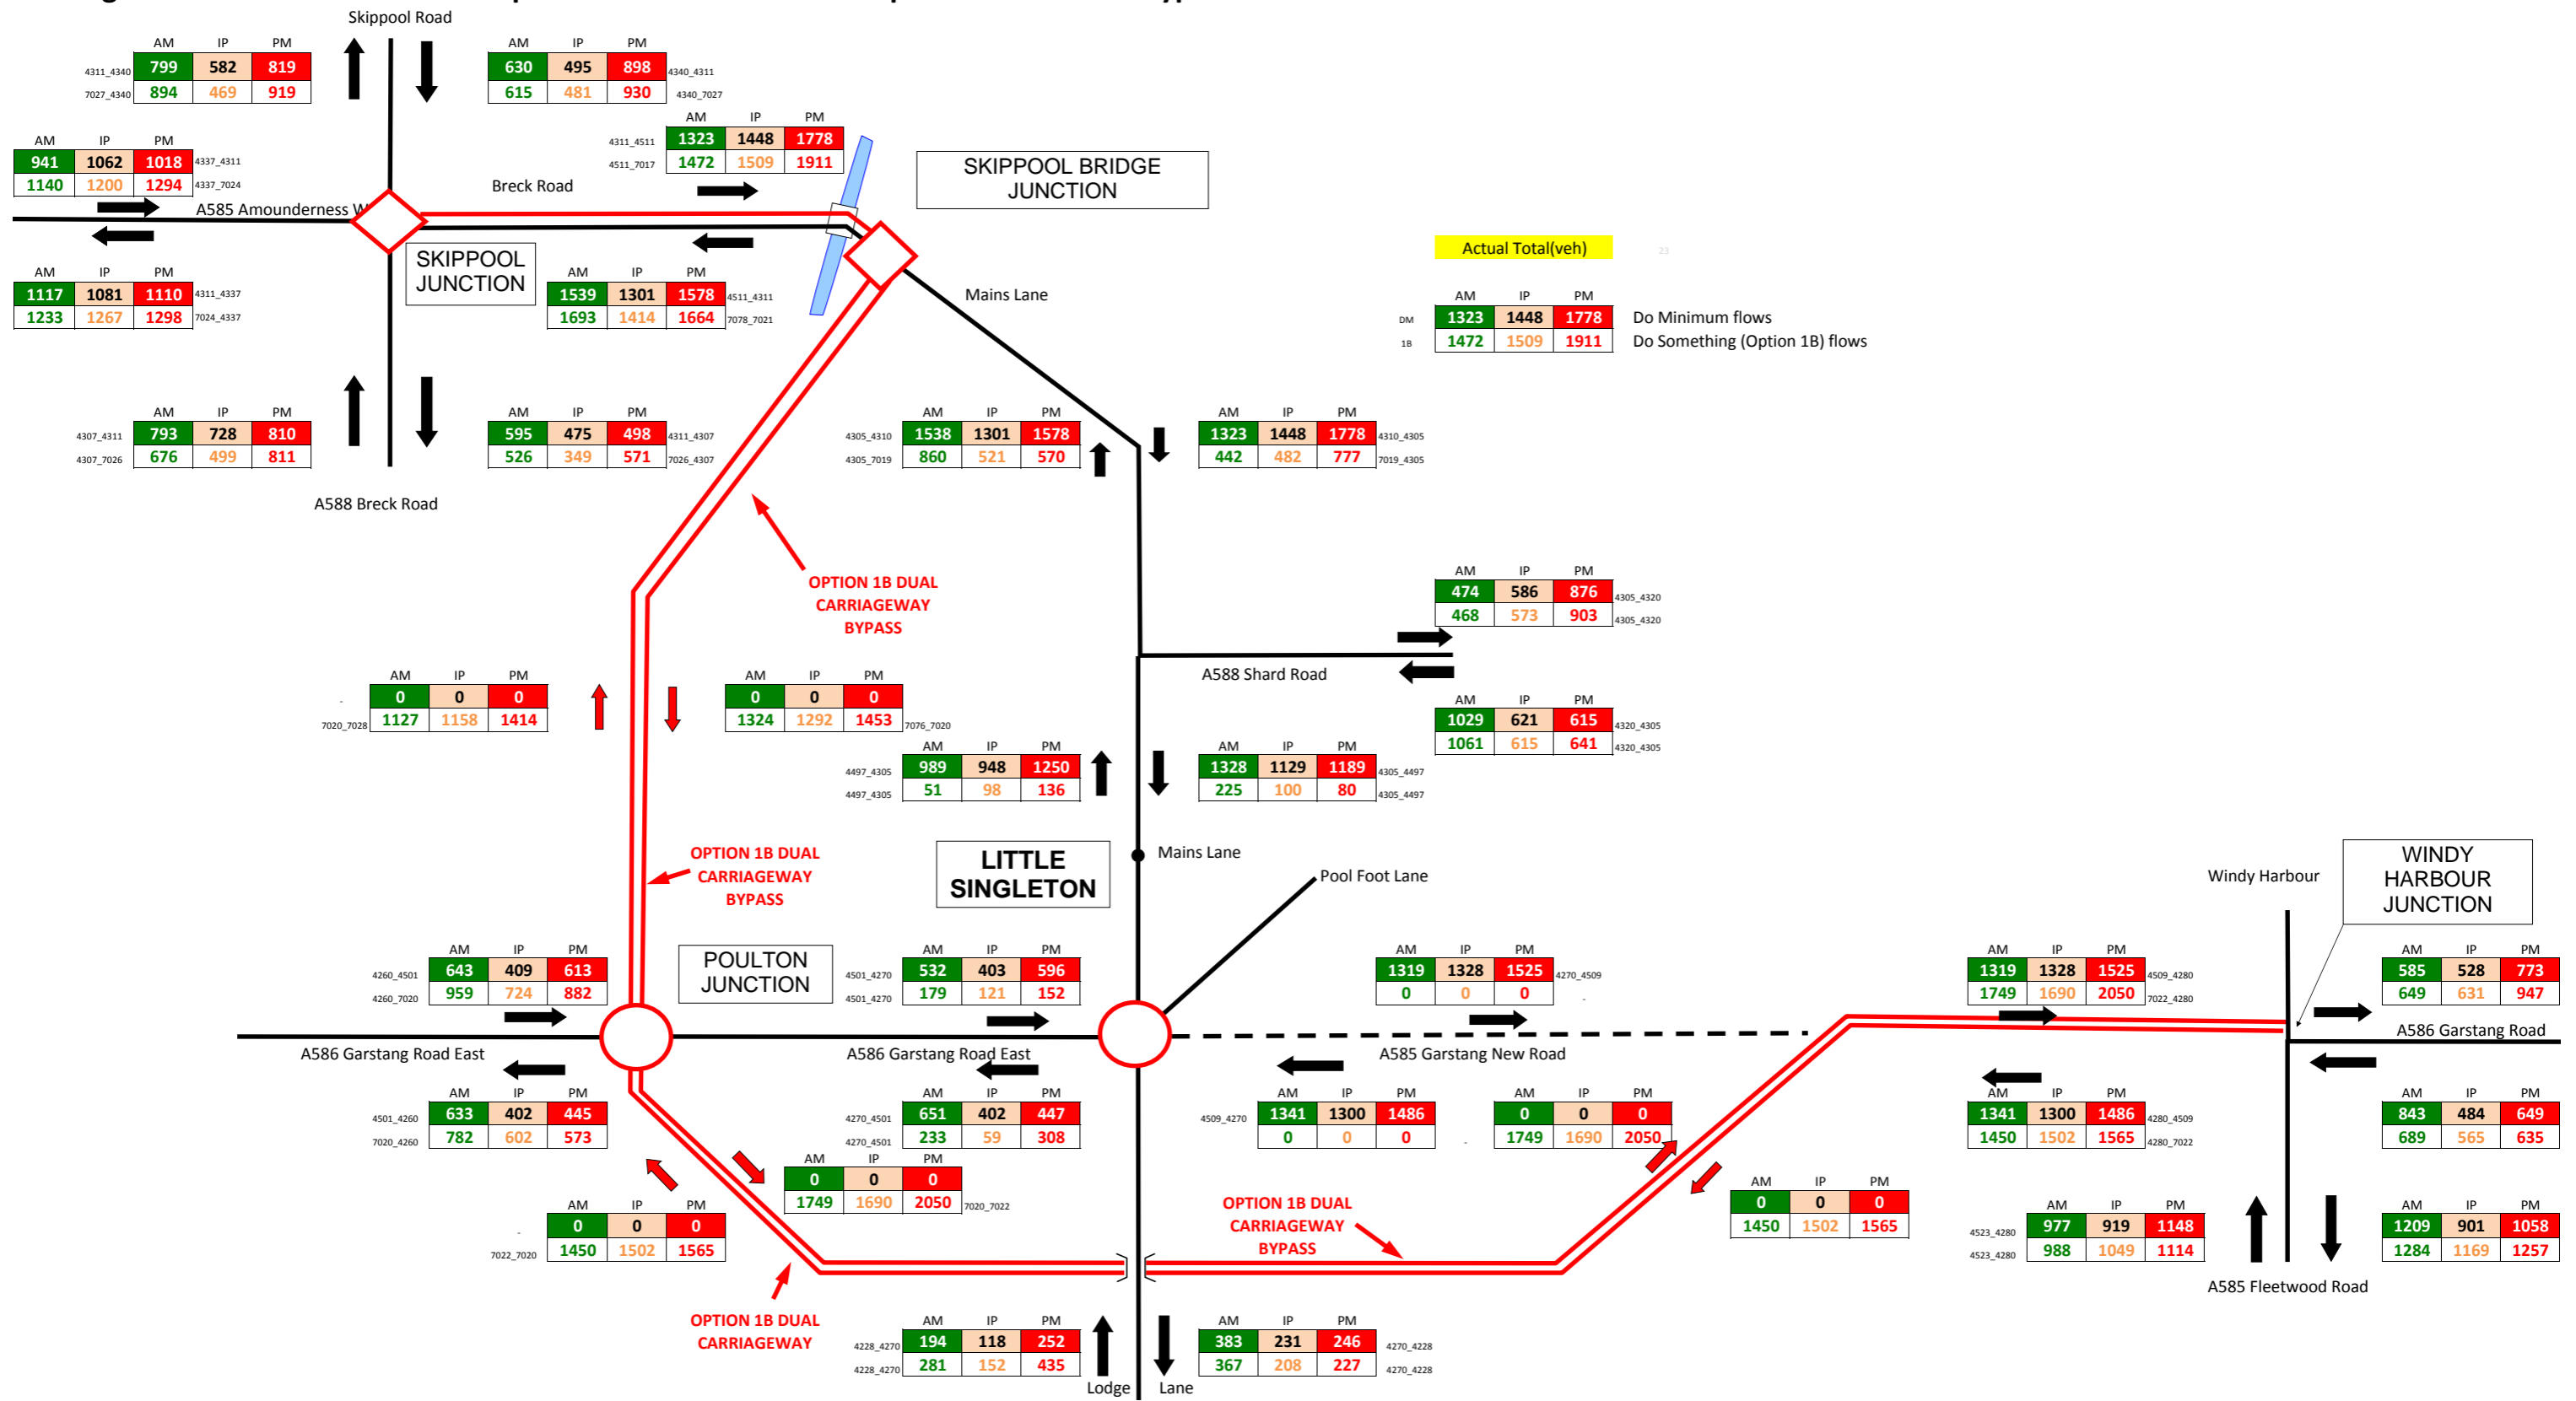 Skippool Road
AM IP PM
4311_4340 799 582 819
7027_4340 894 469 919
AM IP PM
630 495 898 4340_4311
615 481 930 4340_7027
AM IP PM
4311_4511 1323 1448 1778
4511_7017 1472 1509 1911
AM IP PM
941 1062 1018 4337_4311
1140 1200 1294 4337_7024
Breck Road
A585 Amounderness W
SKIPPOOL BRIDGE
JUNCTION
SKIPPOOL
JUNCTION
AM IP PM
1117 1081 1110 4311_4337
1233 1267 1298 7024_4337
AM IP PM
1539 1301 1578 4511_4311
1693 1414 1664 7078_7021
Mains Lane
Actual Total(veh) 23
AM IP PM
DM 1323 1448 1778 Do Minimum flows
1B 1472 1509 1911 Do Something (Option 1B) flows
AM IP PM
4307_4311 793 728 810
4307_7026 676 499 811
AM IP PM
595 475 498 4311_4307
526 349 571 7026_4307
AM IP PM
4305_4310 1538 1301 1578
4305_7019 860 521 570
AM IP PM
1323 1448 1778 4310_4305
442 482 777 7019_4305
A588 Breck Road
OPTION 1B DUAL
CARRIAGEWAY
BYPASS
AM IP PM
474 586 876 4305_4320
468 573 903 4305_4320
A588 Shard Road
AM IP PM
- 0 0 0
7020_7028 1127 1158 1414
AM IP PM
0 0 0
1324 1292 1453 7076_7020
AM IP PM
1029 621 615 4320_4305
1061 615 641 4320_4305
AM IP PM
4497_4305 989 948 1250
4497_4305 51 98 136
AM IP PM
1328 1129 1189 4305_4497
225 100 80 4305_4497
OPTION 1B DUAL
CARRIAGEWAY
BYPASS
LITTLE
SINGLETON
Mains Lane
Pool Foot Lane
Windy Harbour
WINDY
HARBOUR
JUNCTION
AM IP PM
4260_4501 643 409 613
4260_7020 959 724 882
POULTON
JUNCTION
AM IP PM
4501_4270 532 403 596
4501_4270 179 121 152
AM IP PM
1319 1328 1525 4270_4509
0 0 0 -
AM IP PM
1319 1328 1525 4509_4280
1749 1690 2050 7022_4280
AM IP PM
585 528 773
649 631 947
A586 Garstang Road East
A586 Garstang Road East
A585 Garstang New Road
A586 Garstang Road
AM IP PM
4501_4260 633 402 445
7020_4260 782 602 573
AM IP PM
4270_4501 651 402 447
4270_4501 233 59 308
AM IP PM
4509_4270 1341 1300 1486
0 0 0
AM IP PM
0 0 0
- 1749 1690 2050
AM IP PM
1341 1300 1486 4280_4509
1450 1502 1565 4280_7022
AM IP PM
843 484 649
689 565 635
AM IP PM
0 0 0
1749 1690 2050 7020_7022
AM IP PM
- 0 0 0
7022_7020 1450 1502 1565
OPTION 1B DUAL
CARRIAGEWAY
BYPASS
AM IP PM
0 0 0
1450 1502 1565
AM IP PM
4523_4280 977 919 1148
4523_4280 988 1049 1114
AM IP PM
1209 901 1058
1284 1169 1257
A585 Fleetwood Road
OPTION 1B DUAL
CARRIAGEWAY
AM IP PM
4228_4270 194 118 252
4228_4270 281 152 435
AM IP PM
383 231 246 4270_4228
367 208 227 4270_4228
Lodge Lane